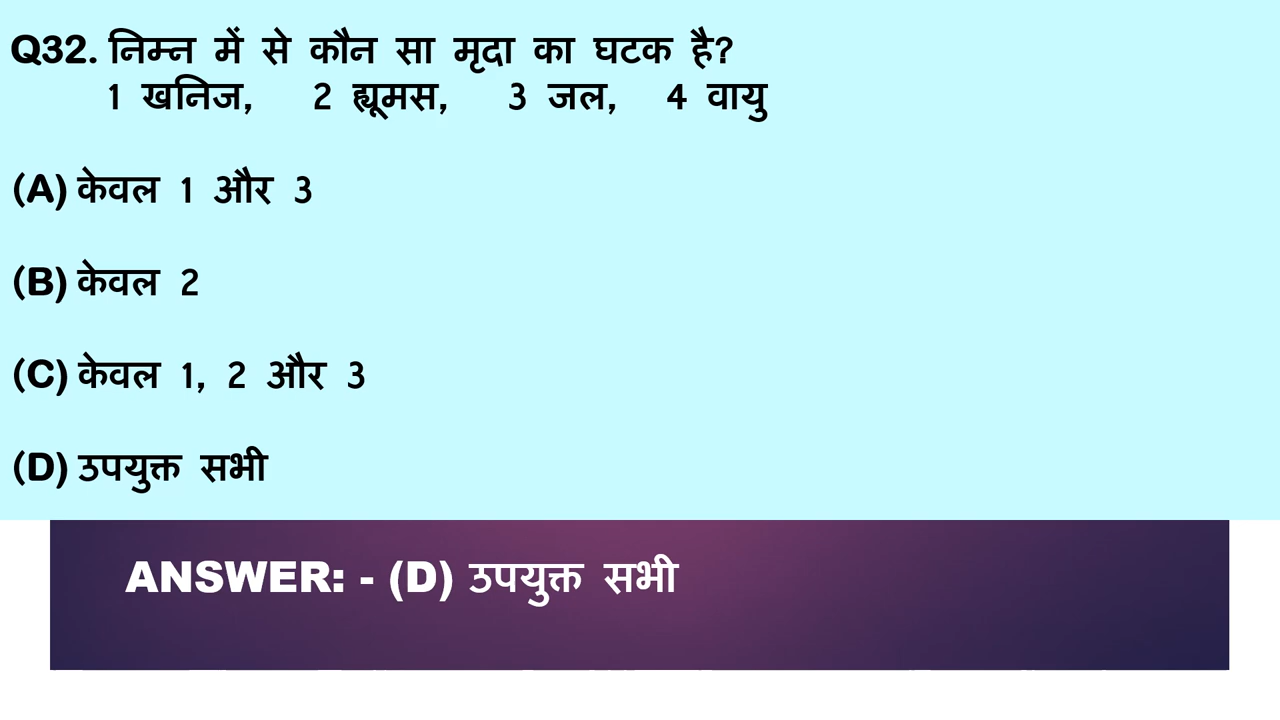 Q32. निम्न में से कौन सा मृदा का घटक है?
1 खनिज, 2 ह्यूमस, 3 जल, 4 वायु
(A) केवल 1 और 3
(B) केवल 2
(C) केवल 1, 2 और 3
(D) उपयुक्त सभी
ANSWER: - (D) उपयुक्त सभी